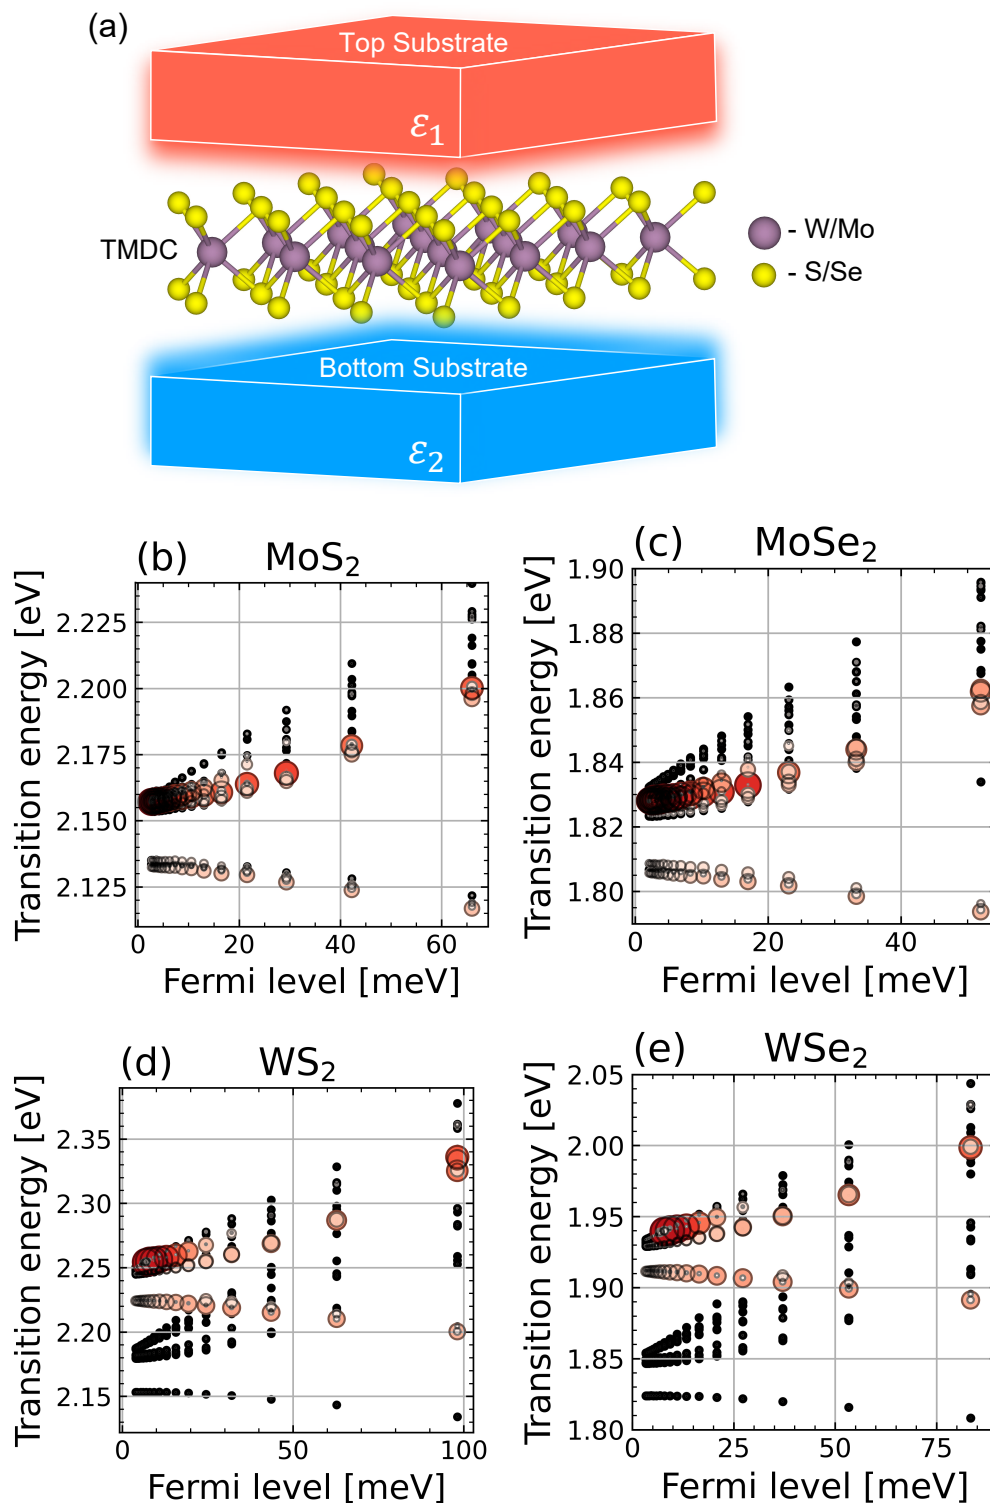 (a)
Top Substrate
ε₁
TMDC
- W/Mo
- S/Se
Bottom Substrate
ε₂
(b) MoS₂
Transition energy [eV]
2.225
2.200
2.175
2.150
2.125
0 20 40 60
Fermi level [meV]
(c) MoSe₂
Transition energy [eV]
1.90
1.88
1.86
1.84
1.82
1.80
0 20 40
Fermi level [meV]
(d) WS₂
Transition energy [eV]
2.35
2.30
2.25
2.20
2.15
0 50 100
Fermi level [meV]
(e) WSe₂
Transition energy [eV]
2.05
2.00
1.95
1.90
1.85
1.80
0 25 50 75
Fermi level [meV]